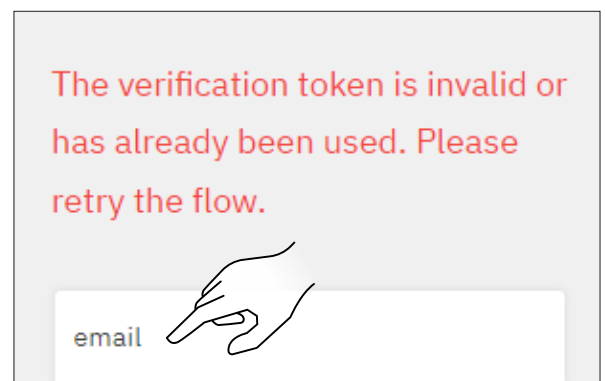 The verification token is invalid or
has already been used. Please
retry the flow.
email